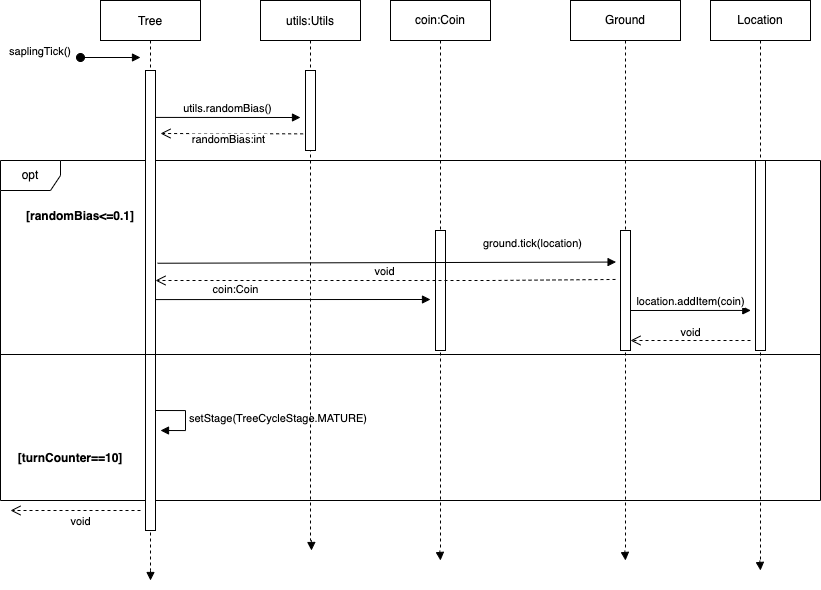 Tree
utils:Utils
coin:Coin
Ground
Location
saplingTick()
utils.randomBias()
randomBias:int
opt
[randomBias<=0.1]
ground.tick(location)
void
coin:Coin
location.addItem(coin)
void
setStage(TreeCycleStage.MATURE)
[turnCounter==10]
void